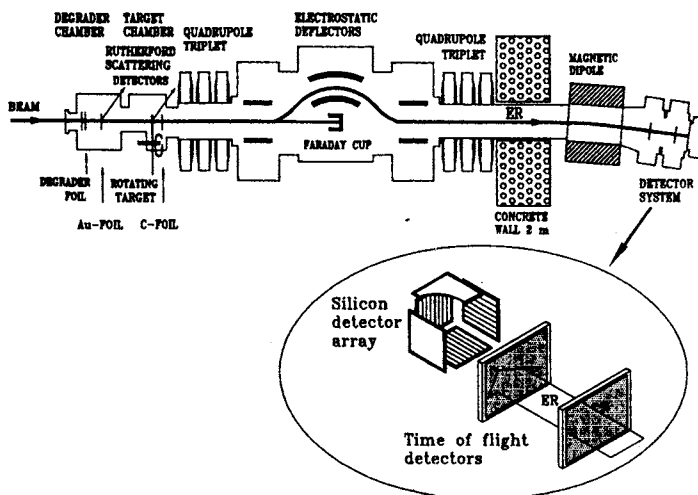 DEGRADER
CHAMBER
TARGET
CHAMBER
QUADRUPOLE
TRIPLET
RUTHERFORD
SCATTERING
DETECTORS
ELECTROSTATIC
DEFLECTORS
QUADRUPOLE
TRIPLET
MAGNETIC
DIPOLE
BEAM
ER
FARADAY CUP
DEGRADER
FOIL
ROTATING
TARGET
Au-FOIL
C-FOIL
CONCRETE
WALL 2 m
DETECTOR
SYSTEM
Silicon
detector
array
ER
Time of flight
detectors